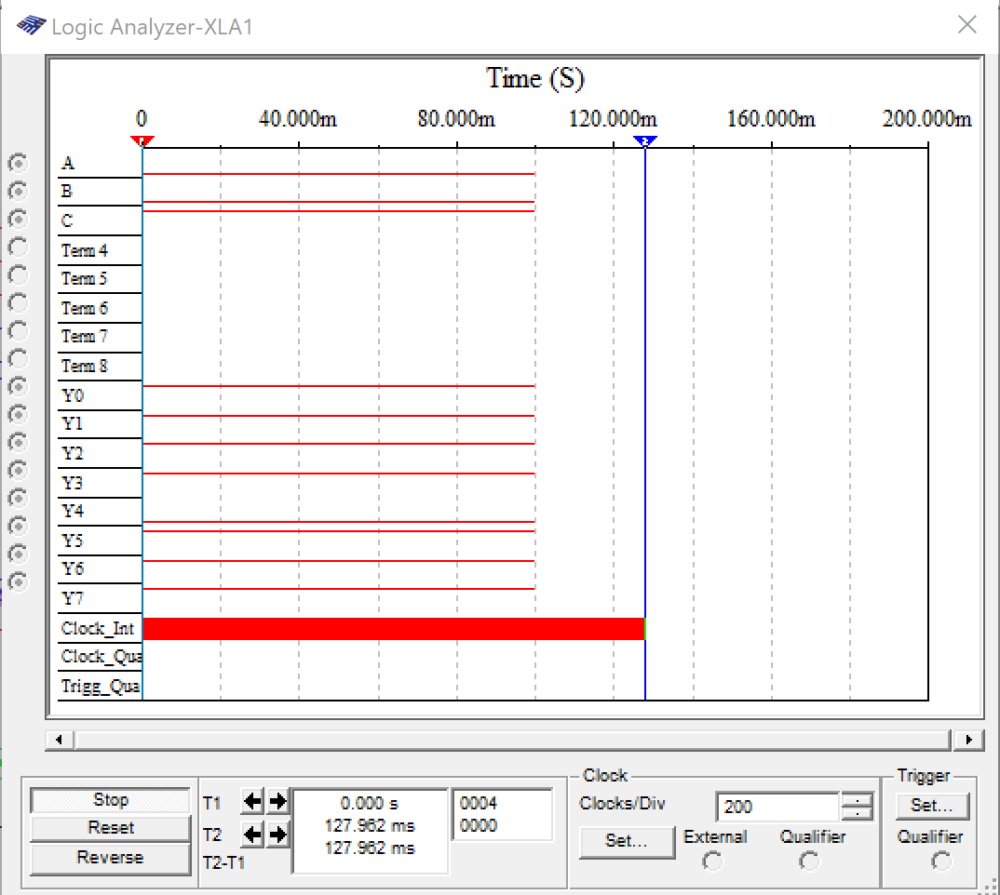 Logic Analyzer-XLA1
Time (S)
0 40.000m 80.000m 120.000m 160.000m 200.000m
A
B
C
Term 4
Term 5
Term 6
Term 7
Term 8
Y0
Y1
Y2
Y3
Y4
Y5
Y6
Y7
Clock_Int
Clock_Qua
Trigg_Qua
Stop
Reset
Reverse
T1
T2
T2-T1
0.000 s
127.962 ms
127.962 ms
0004
0000
Clock
Clocks/Div
200
Set...
External
Qualifier
Trigger
Set...
Qualifier